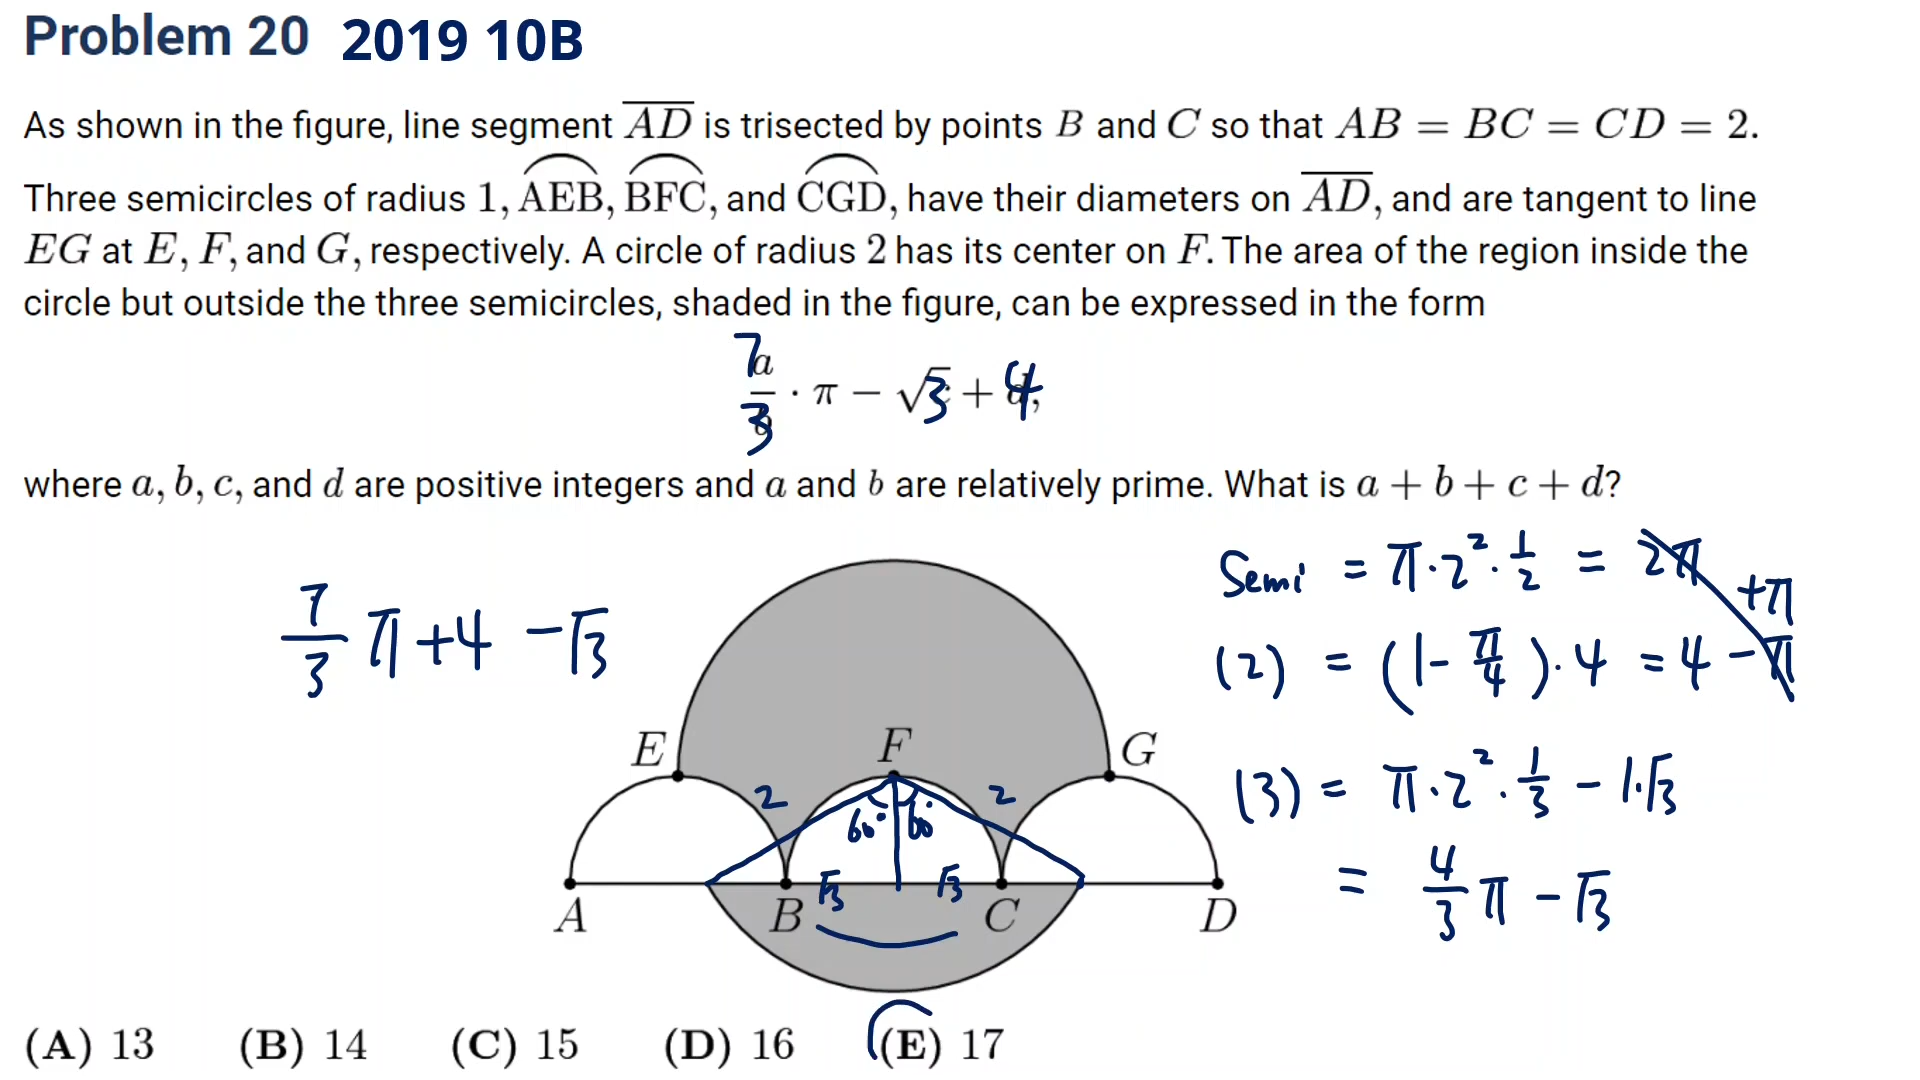 Problem 20 2019 10B
As shown in the figure, line segment AD is trisected by points B and C so that AB = BC = CD = 2.
Three semicircles of radius 1, AEB, BFC, and CGD, have their diameters on AD, and are tangent to line
EG at E, F, and G, respectively. A circle of radius 2 has its center on F. The area of the region inside the
circle but outside the three semicircles, shaded in the figure, can be expressed in the form
7a/3 · π − √3 + 4,
where a, b, c, and d are positive integers and a and b are relatively prime. What is a + b + c + d?
Semi = π·2²·1/2 = 2π +π
7/3 π + 4 − √3
(2) = (1 − π/4)·4 = 4 − π
E F G
2 2
(3) = π·2²·1/3 − 1·√3
60° 60°
√3 √3
= 4/3 π − √3
A B C D
(A) 13 (B) 14 (C) 15 (D) 16 (E) 17